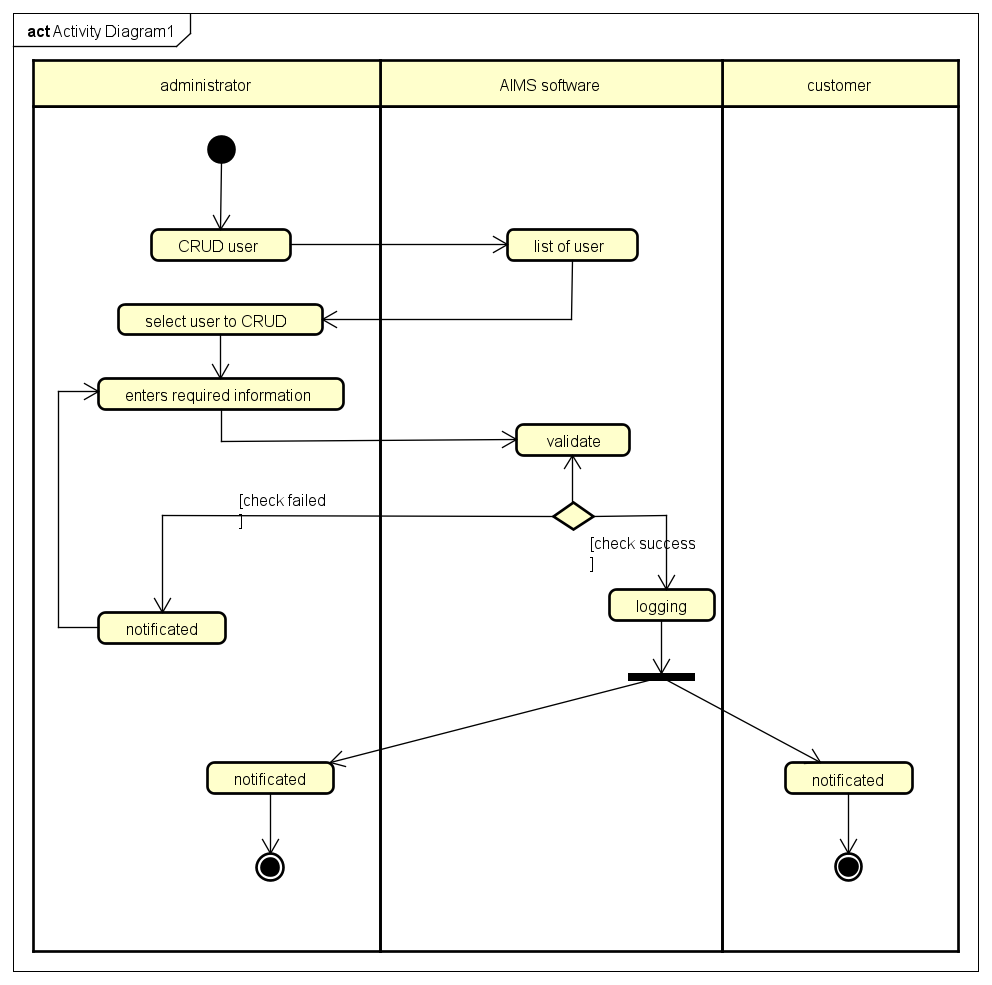 act Activity Diagram1
administrator
AIMS software
customer
CRUD user
list of user
select user to CRUD
enters required information
validate
[check failed
]
[check success
]
logging
notificated
notificated
notificated